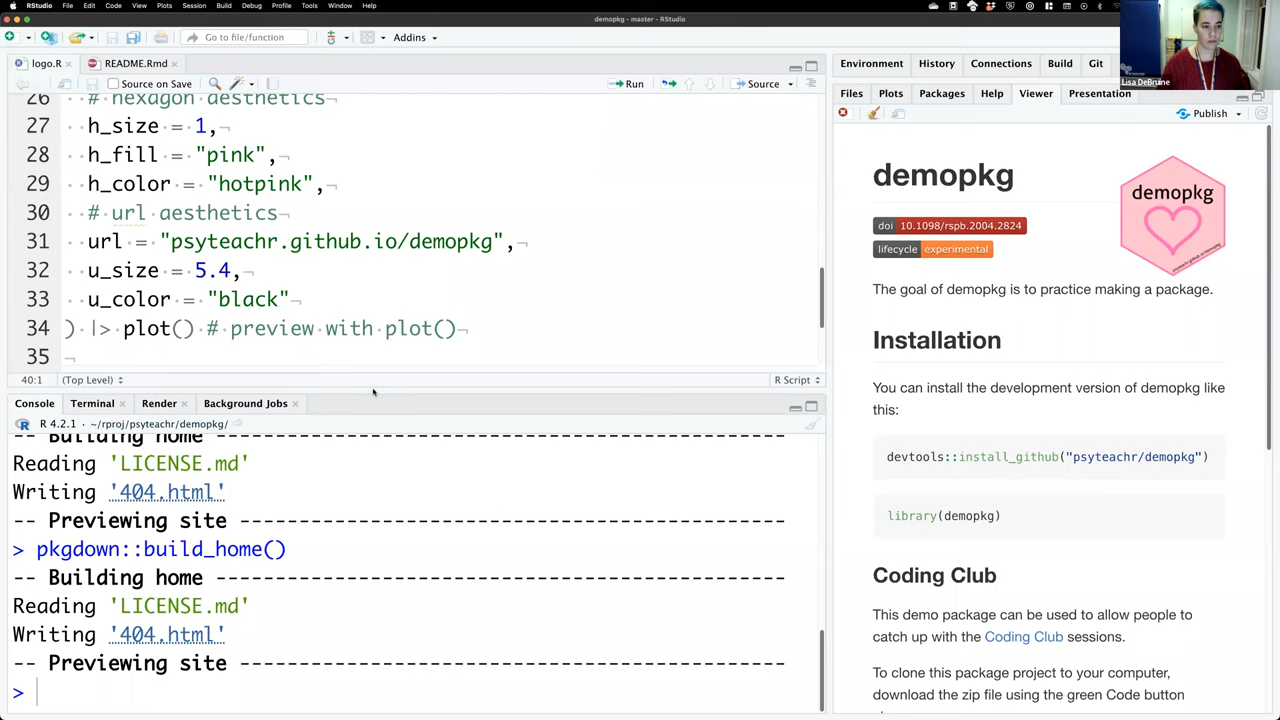 RStudio File Edit Code View Plots Session Build Debug Profile Tools Window Help
demopkg - master - RStudio
Go to file/function
Addins
logo.R
README.Rmd
Source on Save
Run
Source
26 # hexagon aesthetics
27 h_size = 1,
28 h_fill = "pink",
29 h_color = "hotpink",
30 # url aesthetics
31 url = "psyteachr.github.io/demopkg",
32 u_size = 5.4,
33 u_color = "black"
34 ) |> plot() # preview with plot()
35
40:1 (Top Level) R Script
Console Terminal Render Background Jobs
R 4.2.1 · ~/rproj/psyteachr/demopkg/
-- Building home
Reading 'LICENSE.md'
Writing '404.html'
-- Previewing site
> pkgdown::build_home()
-- Building home
Reading 'LICENSE.md'
Writing '404.html'
-- Previewing site
>
Environment History Connections Build Git
Files Plots Packages Help Viewer Presentation
Publish
Lisa DeBruine
demopkg
demopkg
psyteachr.github.io/demopkg
doi 10.1098/rspb.2004.2824
lifecycle experimental
The goal of demopkg is to practice making a package.
Installation
You can install the development version of demopkg like
this:
devtools::install_github("psyteachr/demopkg")
library(demopkg)
Coding Club
This demo package can be used to allow people to
catch up with the Coding Club sessions.
To clone this package project to your computer,
download the zip file using the green Code button